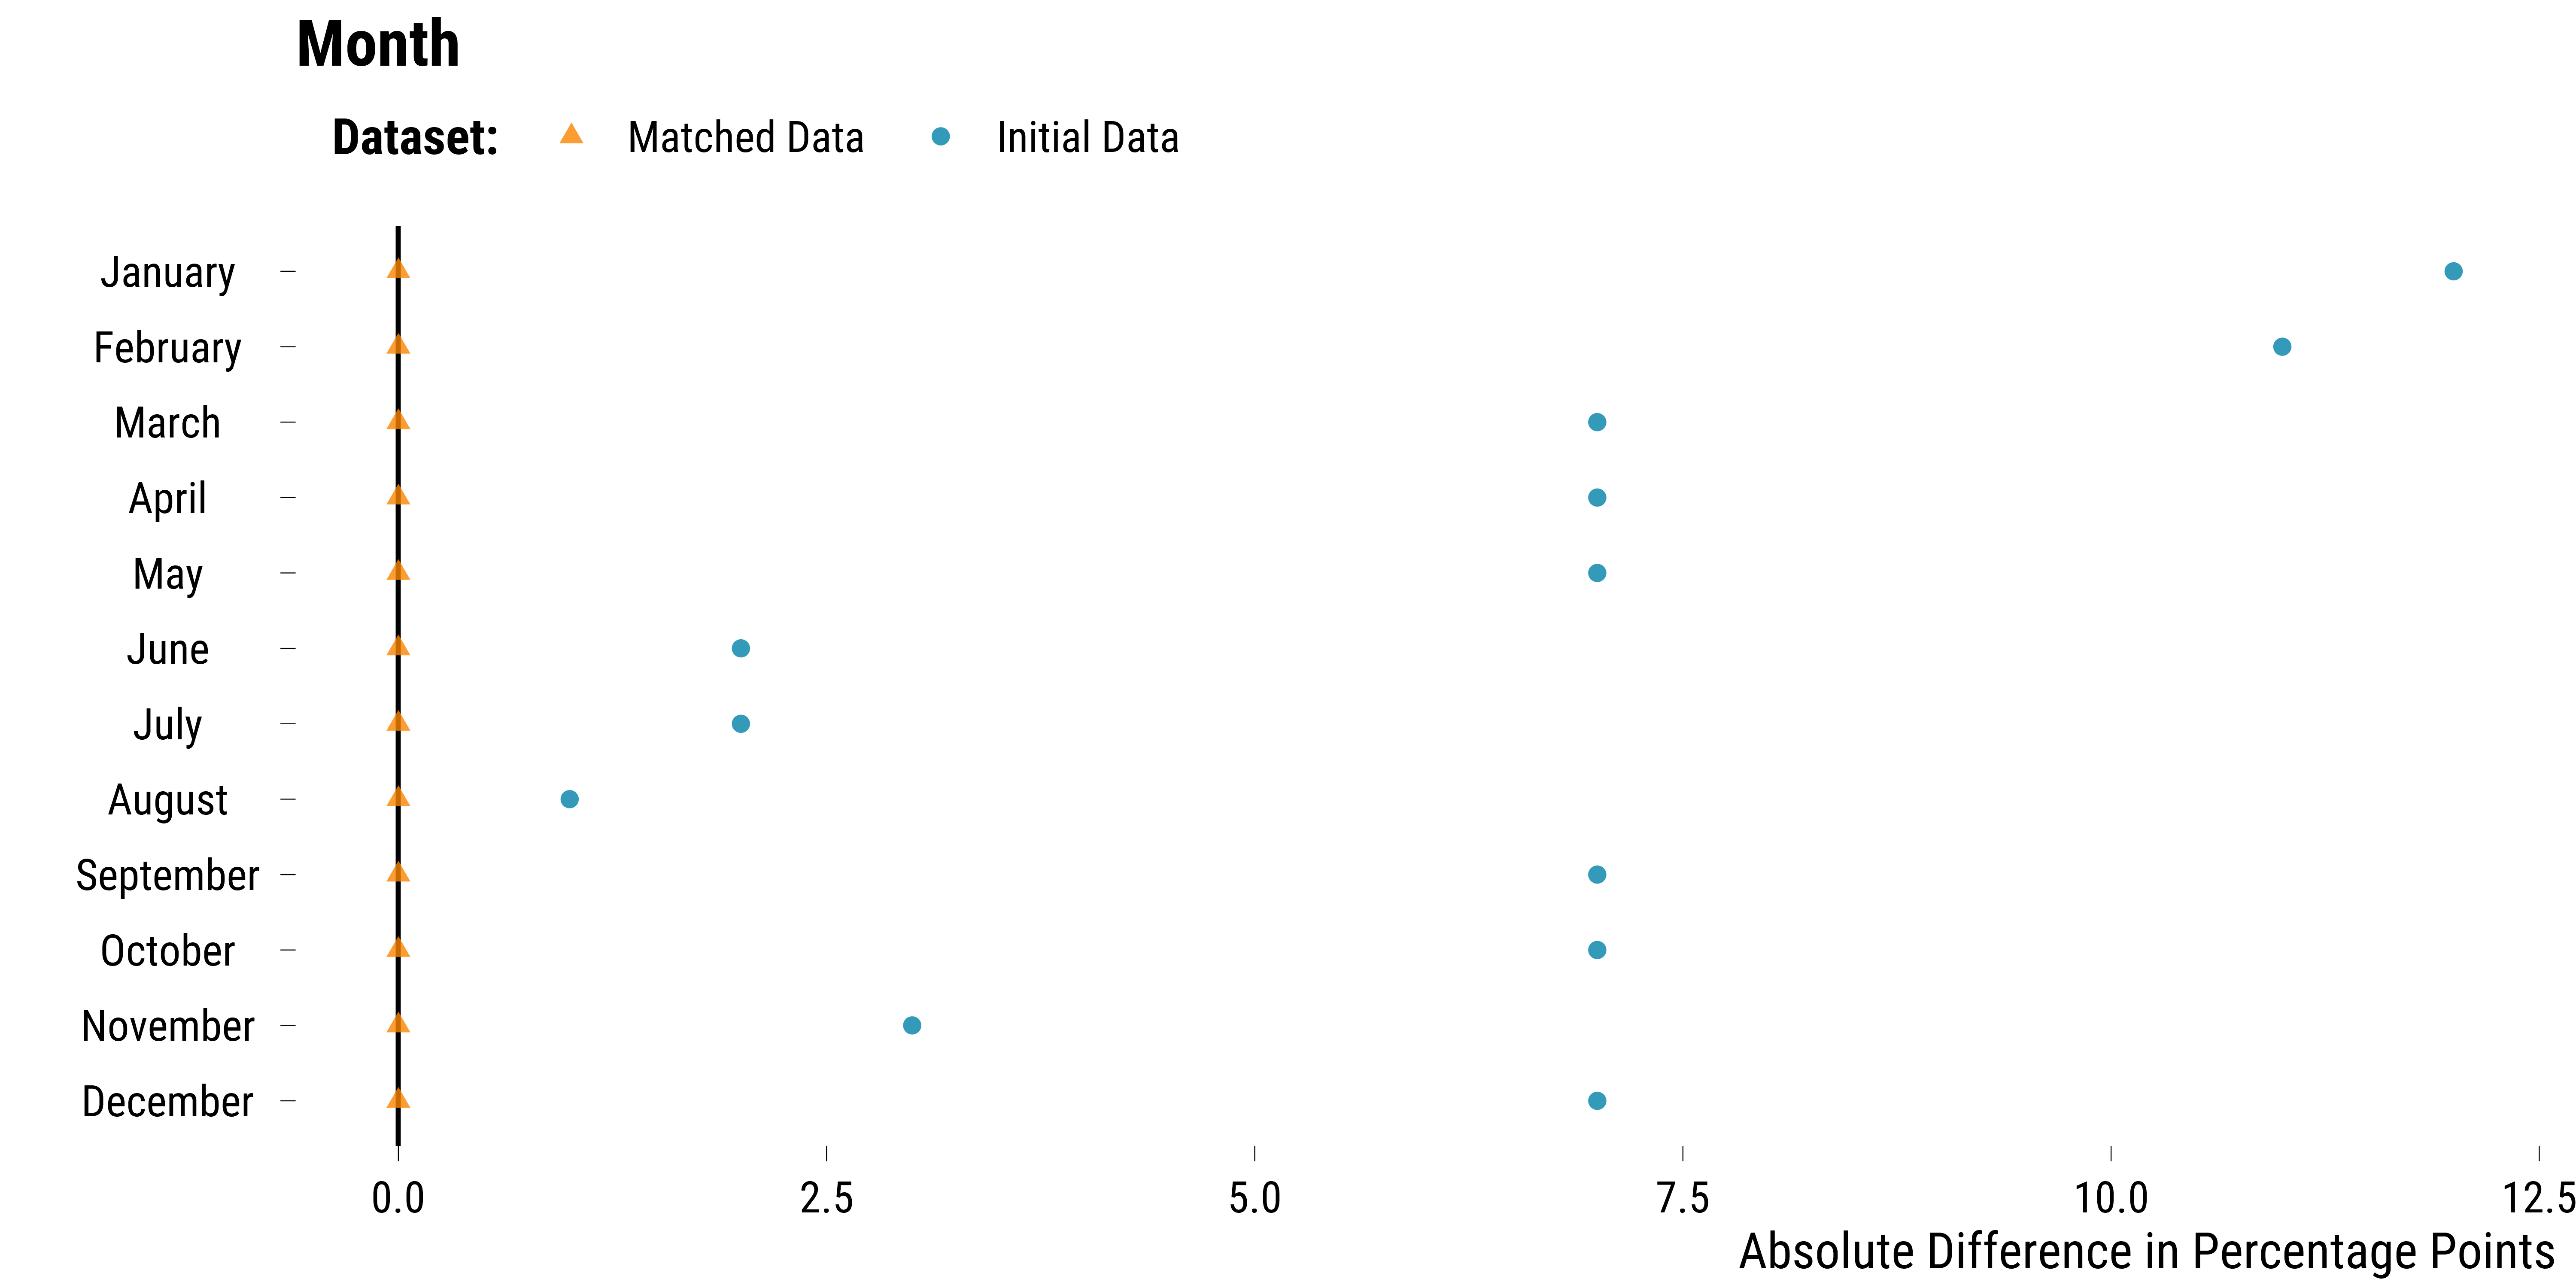 Month
Dataset: Matched Data Initial Data
January
February
March
April
May
June
July
August
September
October
November
December
0.0 2.5 5.0 7.5 10.0 12.5
Absolute Difference in Percentage Points